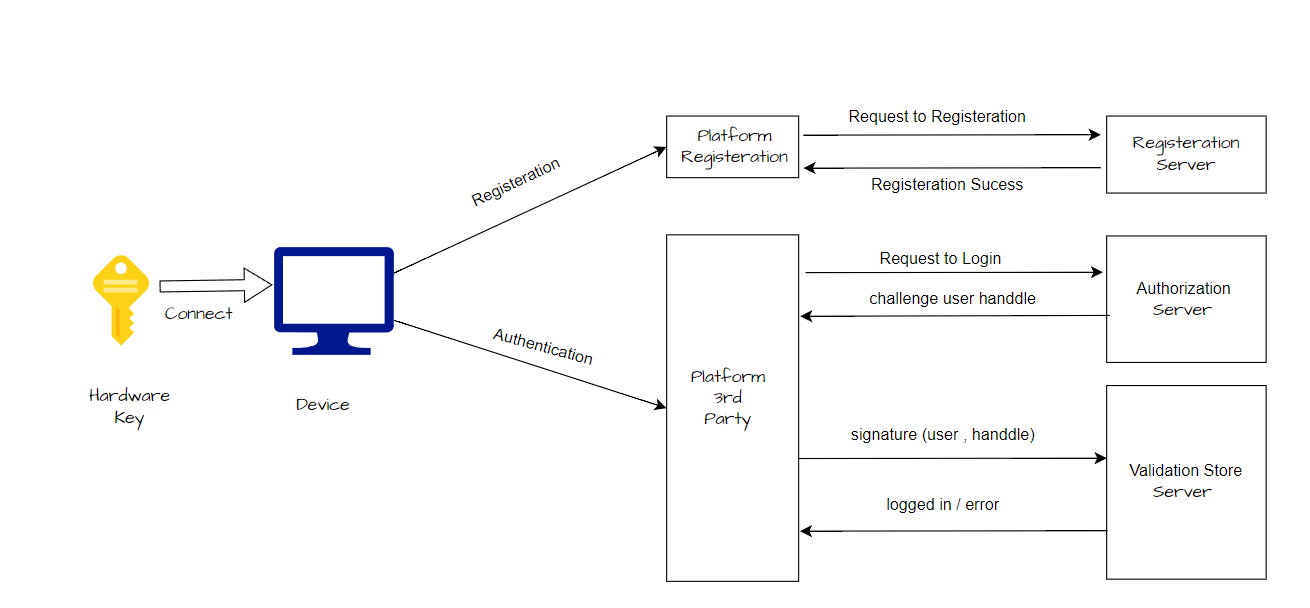 Request to Registeration
Platform
Registeration
Registeration
Server
Registeration Sucess
Registeration
Request to Login
challenge user handdle
Authorization
Server
Connect
Authentication
Hardware
Key
Device
Platform
3rd
Party
signature (user , handdle)
Validation Store
Server
logged in / error